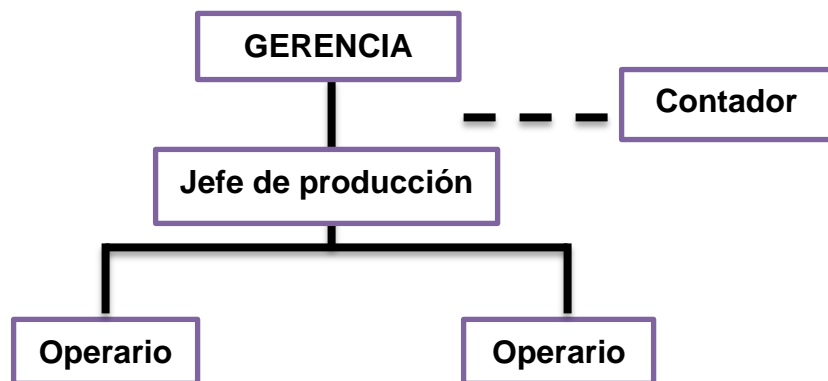 GERENCIA
Contador
Jefe de producción
Operario
Operario